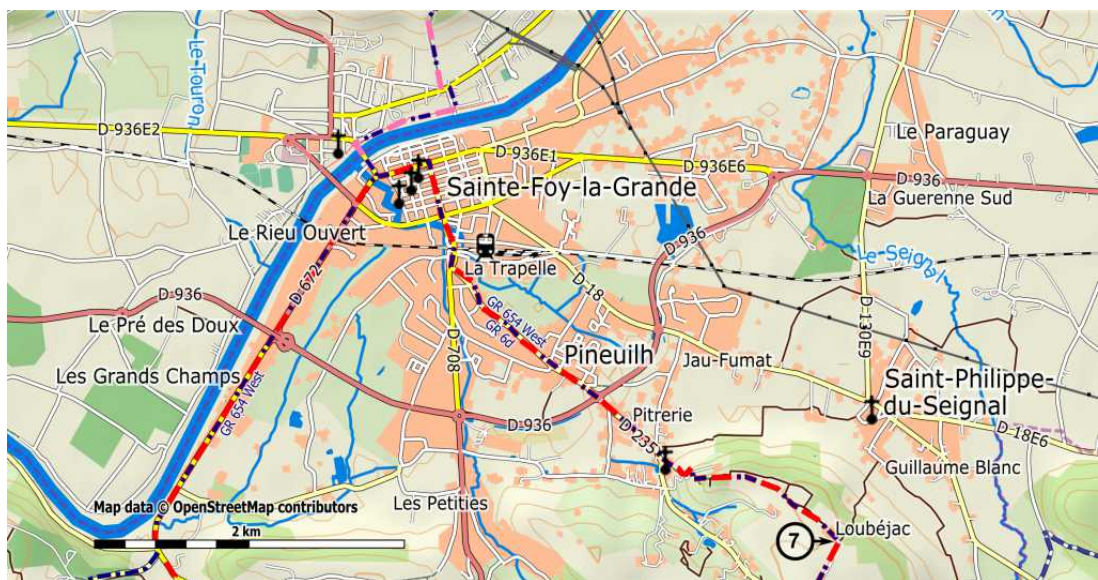 Le Touron
D 936E2
D 936E1
D 936E6
Le Paraguay
D 936
La Guerenne Sud
Sainte-Foy-la-Grande
Le Rieu Ouvert
D 936
Le Seignal
La Trapelle
D 6672
D 18
D 130E9
D 936
Le Pré des Doux
GR 654 West
GR 6d
D 708
Pineuilh
Jau-Fumat
Les Grands Champs
Saint-Philippe-
du-Seignal
GR 654 West
Pitrerie
D 936
D 235
D 18E6
Guillaume Blanc
Les Petities
Map data © OpenStreetMap contributors
2 km
7
Loubéjac